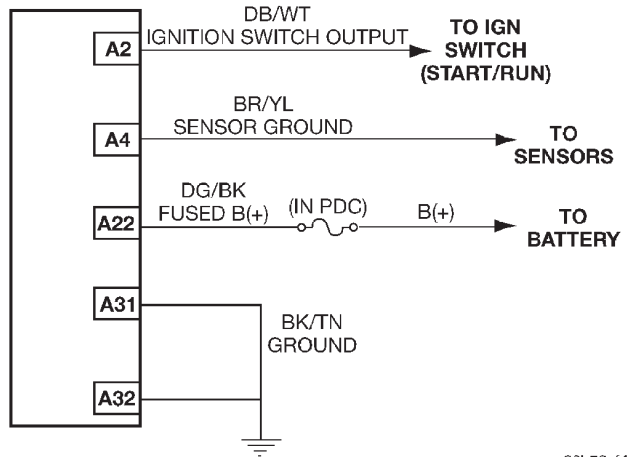 DB/WT
A2
IGNITION SWITCH OUTPUT
TO IGN
SWITCH
(START/RUN)
BR/YL
A4
SENSOR GROUND
TO
SENSORS
DG/BK
A22
FUSED B(+)
(IN PDC)
B(+)
TO
BATTERY
A31
BK/TN
GROUND
A32